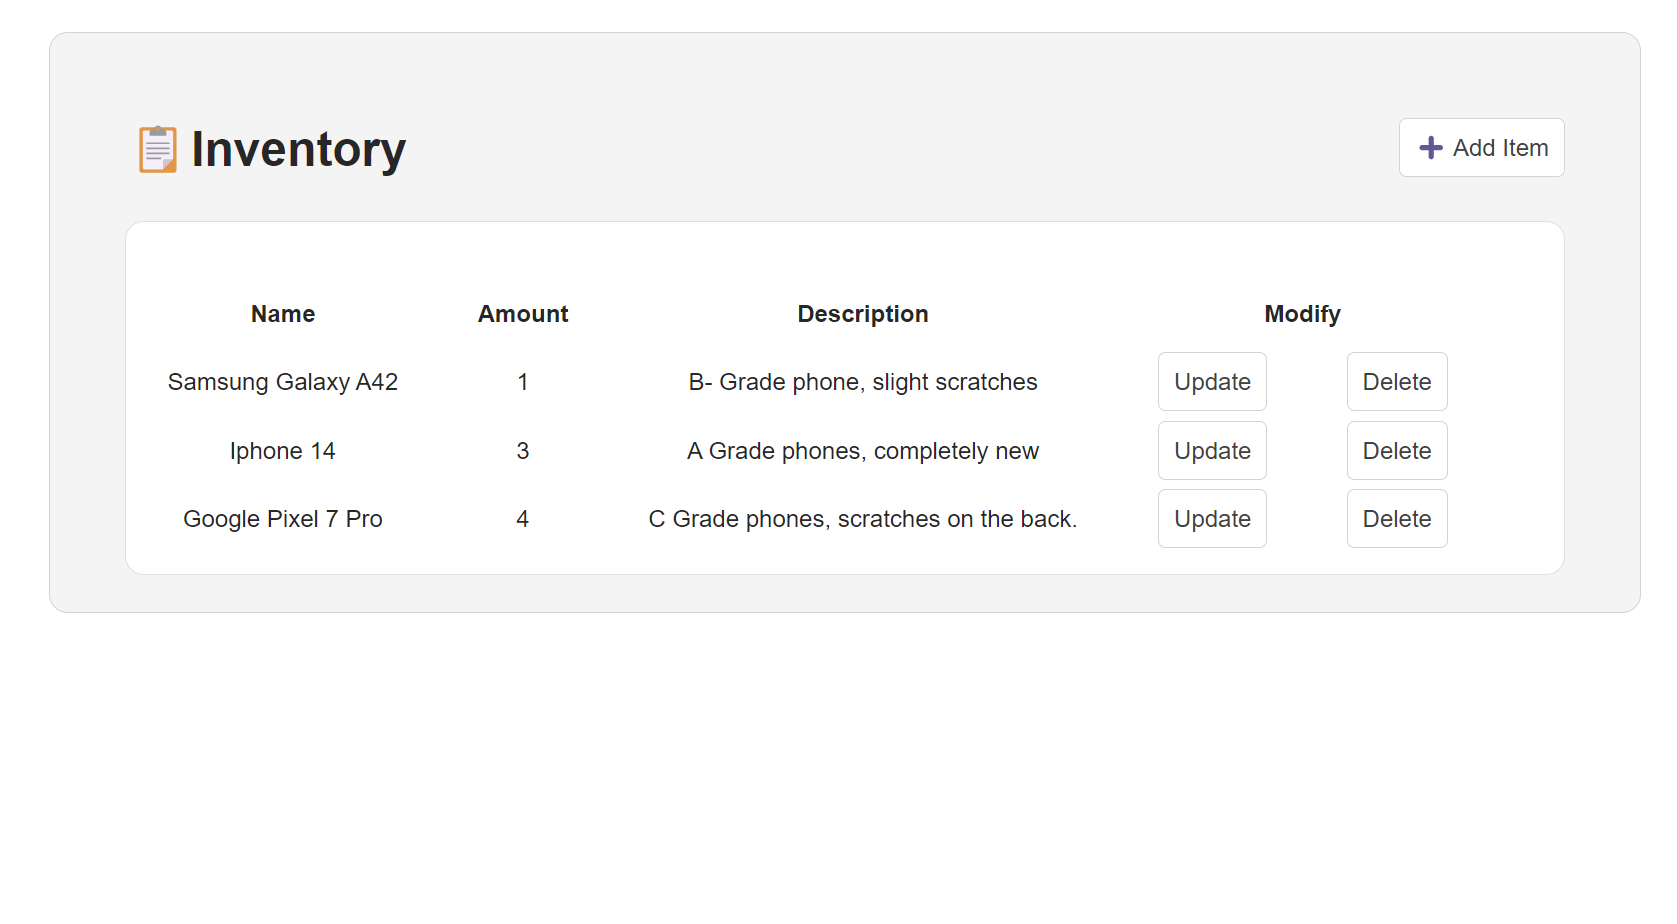 Inventory
Add Item
Name Amount Description Modify
Samsung Galaxy A42 1 B- Grade phone, slight scratches Update Delete
Iphone 14 3 A Grade phones, completely new Update Delete
Google Pixel 7 Pro 4 C Grade phones, scratches on the back. Update Delete